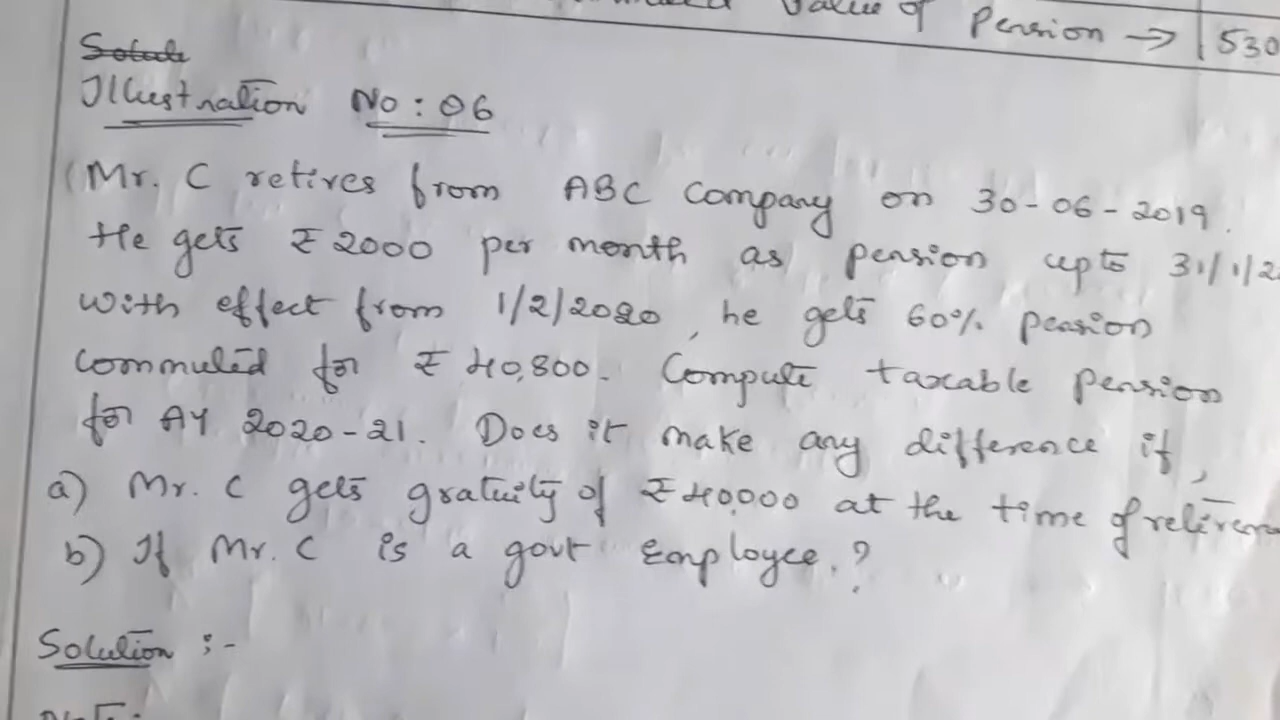 Value of Pension → 530
Solut
Illustration No: 06
Mr. C retires from ABC Company on 30-06-2019.
He gets ₹2000 per month as pension upto 31/1/2
With effect from 1/2/2020, he gets 60% pension
commuted for ₹ 40,800. Compute taxable pension
for AY 2020-21. Does it make any difference if,
a) Mr. C gets gratuity of ₹40,000 at the time of retirem
b) If Mr. C is a govt Employee.?
Solution :-